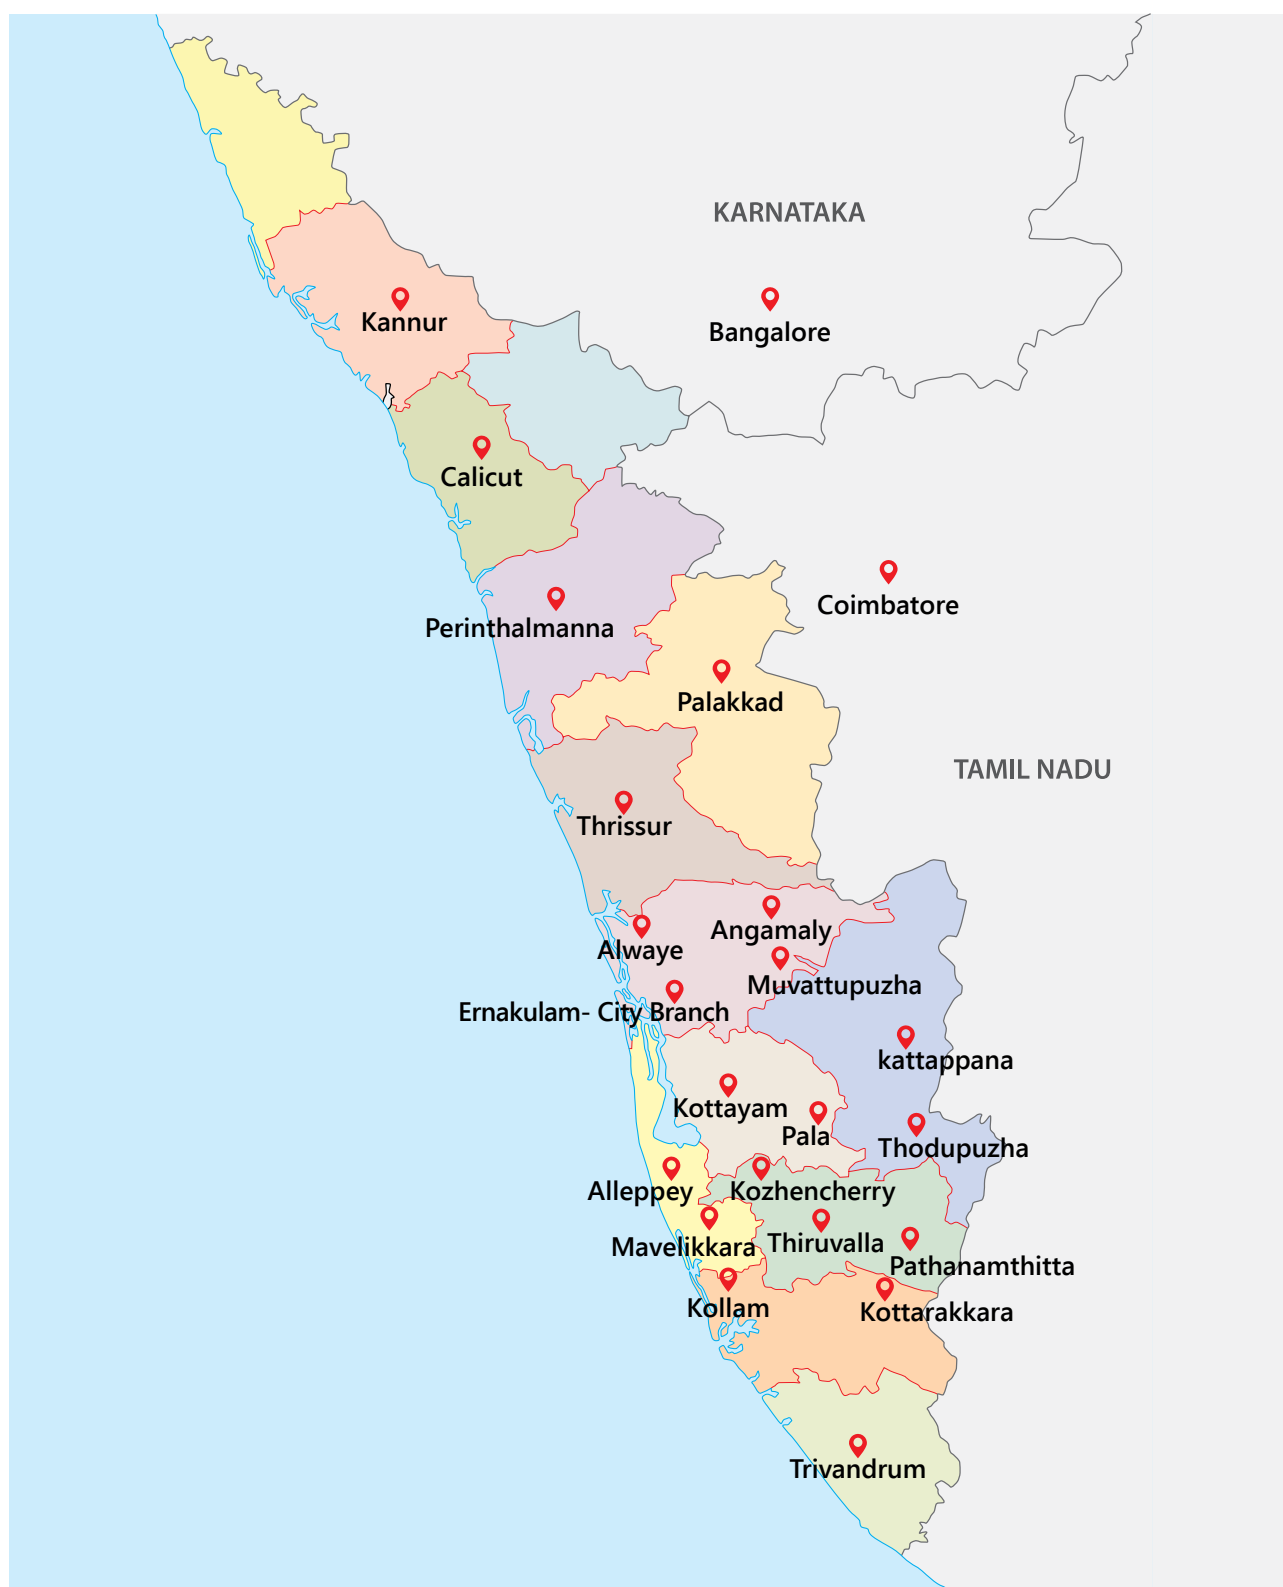 KARNATAKA
Kannur
Bangalore
Calicut
Coimbatore
Perinthalmanna
Palakkad
TAMIL NADU
Thrissur
Angamaly
Alwaye
Muvattupuzha
Ernakulam- City Branch
kattappana
Kottayam
Pala
Thodupuzha
Alleppey
Kozhencherry
Mavelikkara
Thiruvalla
Pathanamthitta
Kollam
Kottarakkara
Trivandrum